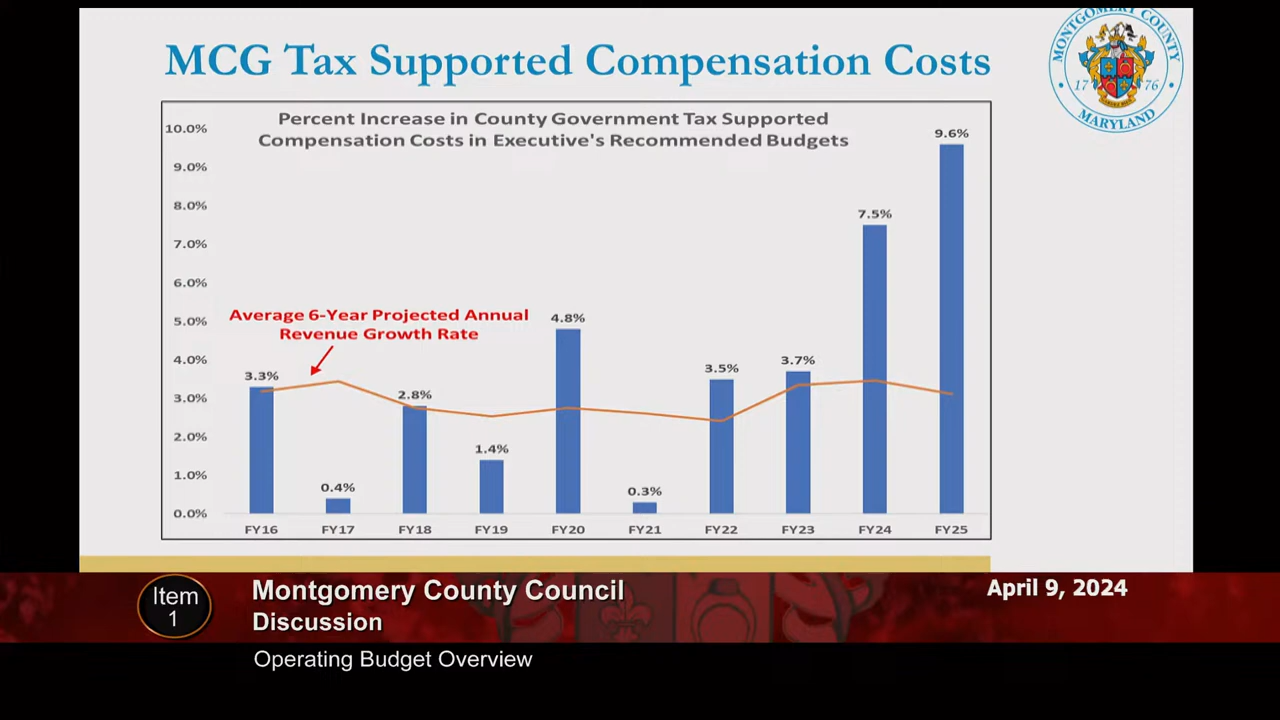 MCG Tax Supported Compensation Costs
MONTGOMERY COUNTY
17 76
MARYLAND
Percent Increase in County Government Tax Supported
Compensation Costs in Executive's Recommended Budgets
10.0%
9.0%
8.0%
7.0%
6.0%
5.0%
4.0%
3.0%
2.0%
1.0%
0.0%
Average 6-Year Projected Annual
Revenue Growth Rate
3.3%
0.4%
2.8%
1.4%
4.8%
0.3%
3.5%
3.7%
7.5%
9.6%
FY16 FY17 FY18 FY19 FY20 FY21 FY22 FY23 FY24 FY25
Item
1
Montgomery County Council
Discussion
April 9, 2024
Operating Budget Overview